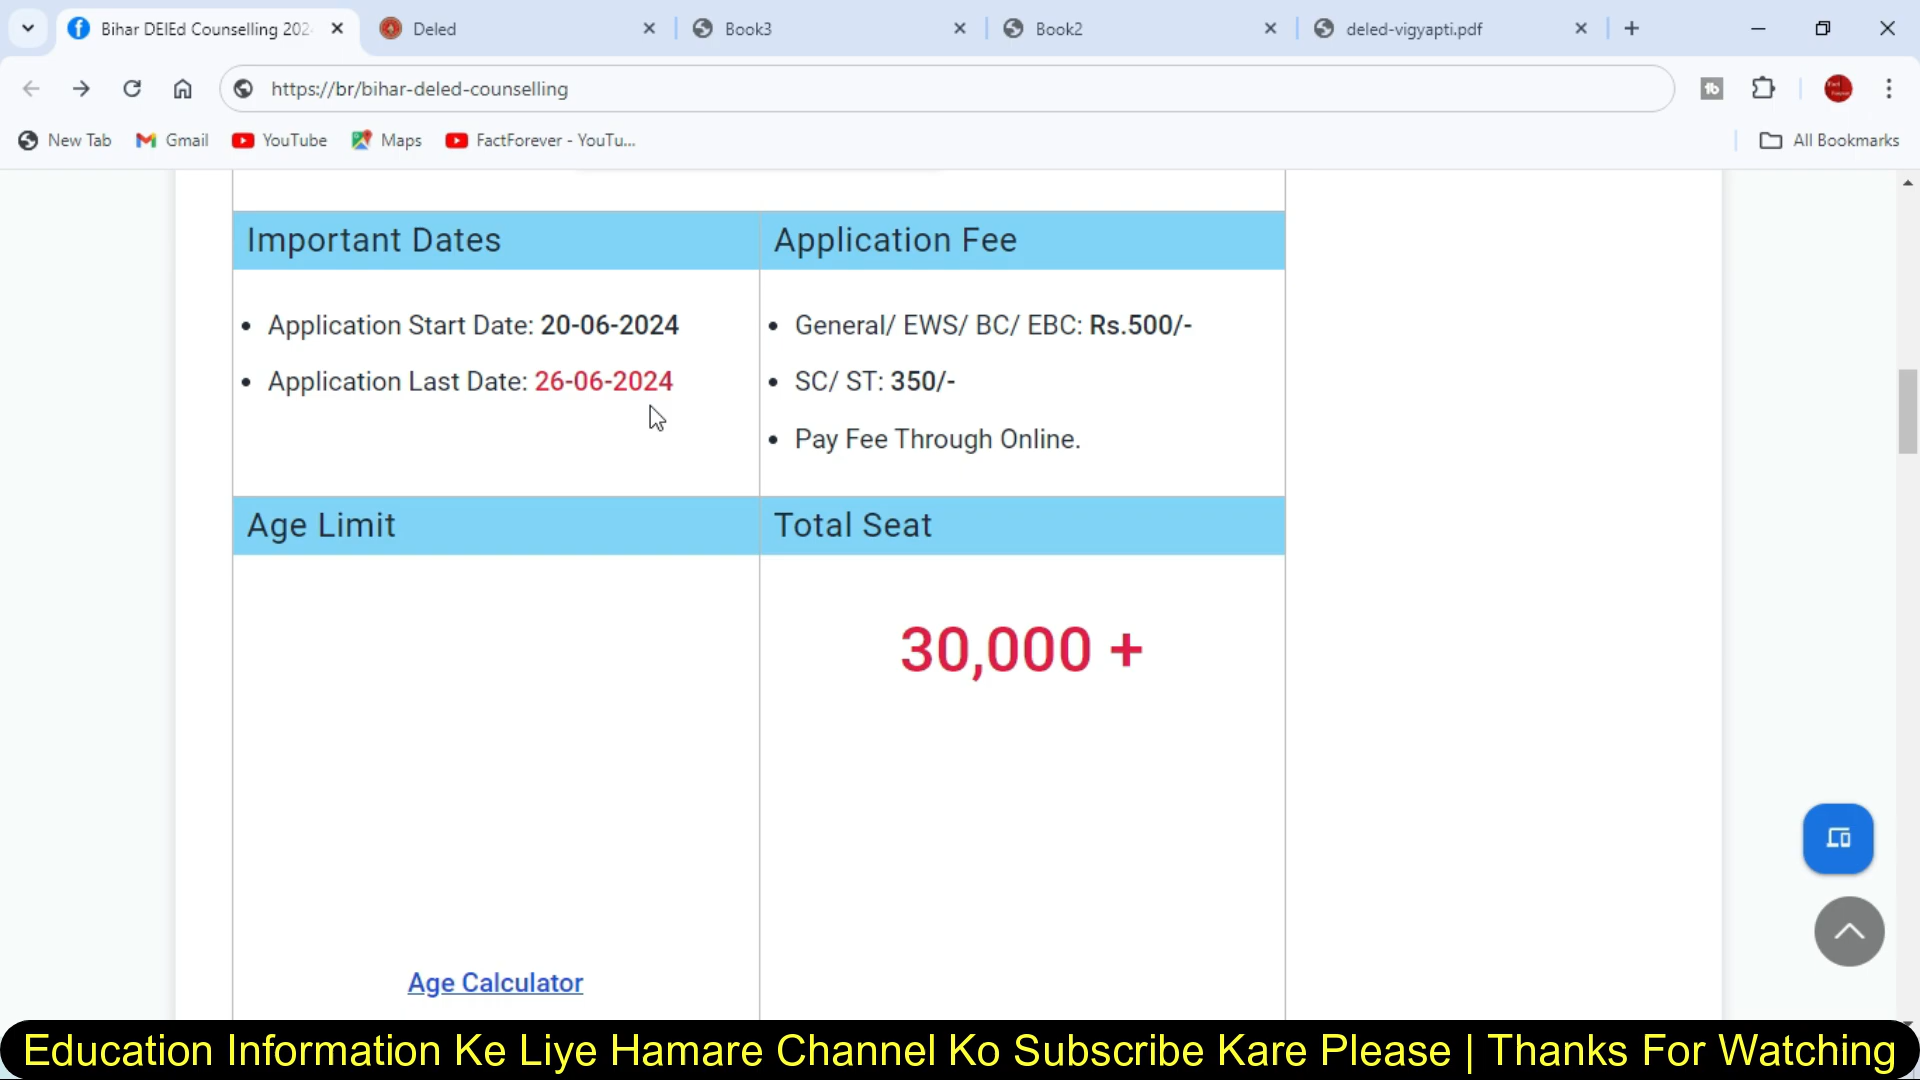 Bihar DElEd Counselling 202
Deled
Book3
Book2
deled-vigyapti.pdf
https://br/bihar-deled-counselling
New Tab
Gmail
YouTube
Maps
FactForever - YouTu...
All Bookmarks
Important Dates
Application Fee
• Application Start Date: 20-06-2024
• General/ EWS/ BC/ EBC: Rs.500/-
• Application Last Date: 26-06-2024
• SC/ ST: 350/-
• Pay Fee Through Online.
Age Limit
Total Seat
30,000 +
Age Calculator
Education Information Ke Liye Hamare Channel Ko Subscribe Kare Please | Thanks For Watching